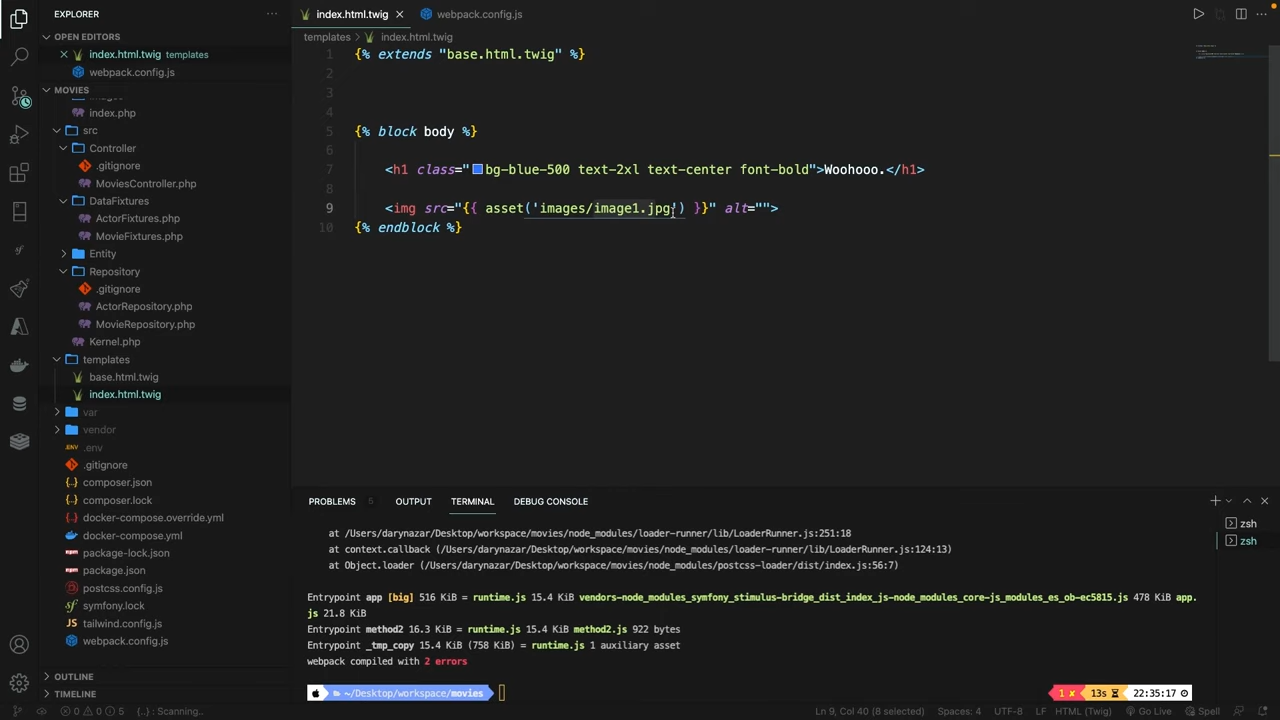 EXPLORER
OPEN EDITORS
index.html.twig templates
webpack.config.js
MOVIES
images
index.php
src
Controller
.gitignore
MoviesController.php
DataFixtures
ActorFixtures.php
MovieFixtures.php
Entity
Repository
.gitignore
ActorRepository.php
MovieRepository.php
Kernel.php
templates
base.html.twig
index.html.twig
var
vendor
.env
.gitignore
composer.json
composer.lock
docker-compose.override.yml
docker-compose.yml
package-lock.json
package.json
postcss.config.js
symfony.lock
tailwind.config.js
webpack.config.js
OUTLINE
TIMELINE
index.html.twig
webpack.config.js
templates > index.html.twig
1 {% extends "base.html.twig" %}
2
3
4
5 {% block body %}
6
7 <h1 class="bg-blue-500 text-2xl text-center font-bold">Woohooo.</h1>
8
9 <img src="{{ asset('images/image1.jpg') }}" alt="">
10 {% endblock %}
PROBLEMS 5 OUTPUT TERMINAL DEBUG CONSOLE
at /Users/darynazar/Desktop/workspace/movies/node_modules/loader-runner/lib/LoaderRunner.js:251:18
at context.callback (/Users/darynazar/Desktop/workspace/movies/node_modules/loader-runner/lib/LoaderRunner.js:124:13)
at Object.loader (/Users/darynazar/Desktop/workspace/movies/node_modules/postcss-loader/dist/index.js:56:7)
Entrypoint app [big] 516 KiB = runtime.js 15.4 KiB vendors-node_modules_symfony_stimulus-bridge_dist_index_js-node_modules_core-js_modules_es_ob-ec5815.js 478 KiB app.
js 21.8 KiB
Entrypoint method2 16.3 KiB = runtime.js 15.4 KiB method2.js 922 bytes
Entrypoint _tmp_copy 15.4 KiB (758 KiB) = runtime.js 1 auxiliary asset
webpack compiled with 2 errors
~/Desktop/workspace/movies
1 ✘ 13s 22:35:17
zsh
zsh
0 0 5 {..} : Scanning..
Ln 9, Col 40 (8 selected) Spaces: 4 UTF-8 LF HTML (Twig) Go Live Spell